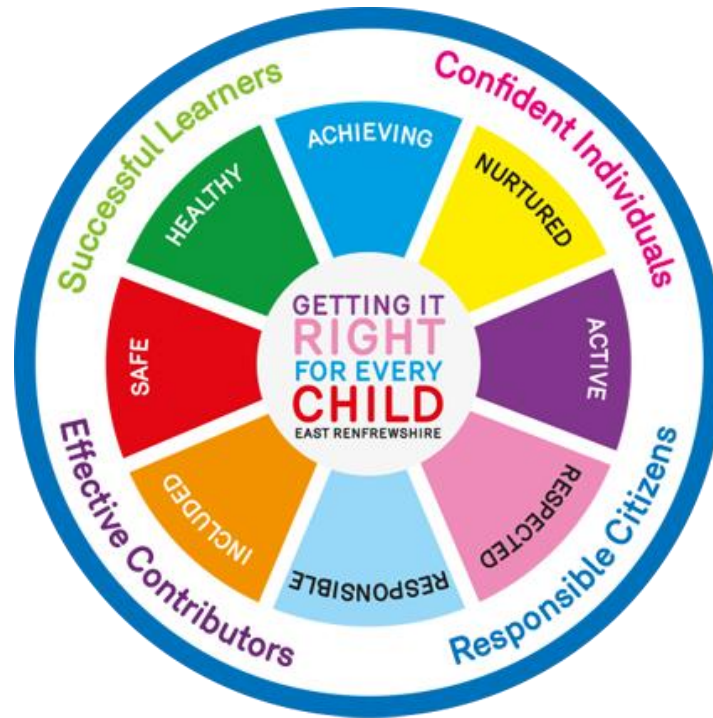 Successful Learners
Confident Individuals
Responsible Citizens
Effective Contributors
ACHIEVING
NURTURED
ACTIVE
RESPECTED
RESPONSIBLE
INCLUDED
SAFE
HEALTHY
GETTING IT
RIGHT
FOR EVERY
CHILD
EAST RENFREWSHIRE